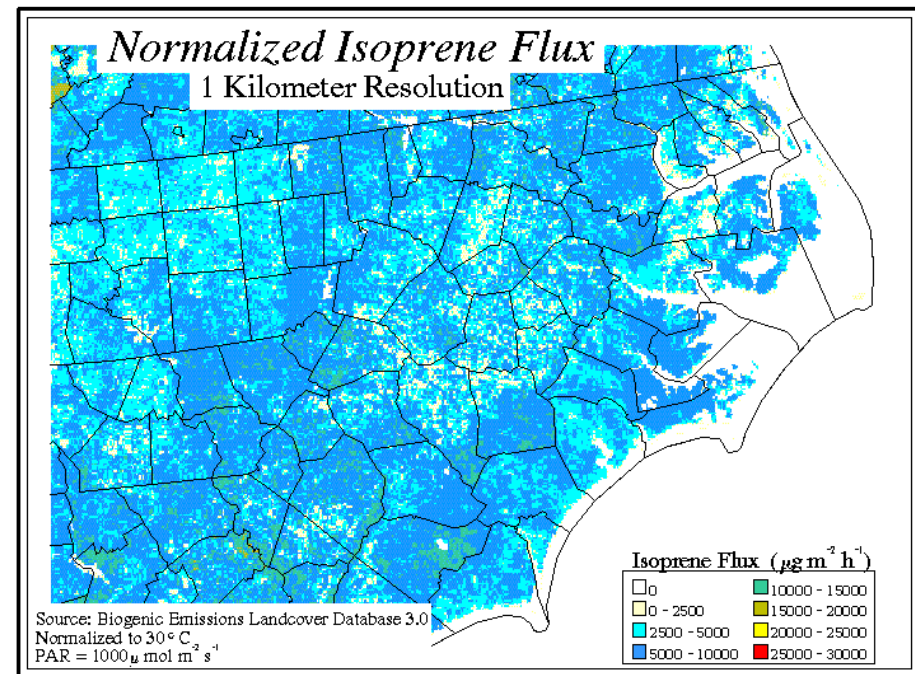 Normalized Isoprene Flux
1 Kilometer Resolution
Isoprene Flux (μg m⁻² h⁻¹)
0
0 - 2500
2500 - 5000
5000 - 10000
10000 - 15000
15000 - 20000
20000 - 25000
25000 - 30000
Source: Biogenic Emissions Landcover Database 3.0
Normalized to 30° C
PAR = 1000 μ mol m⁻² s⁻¹